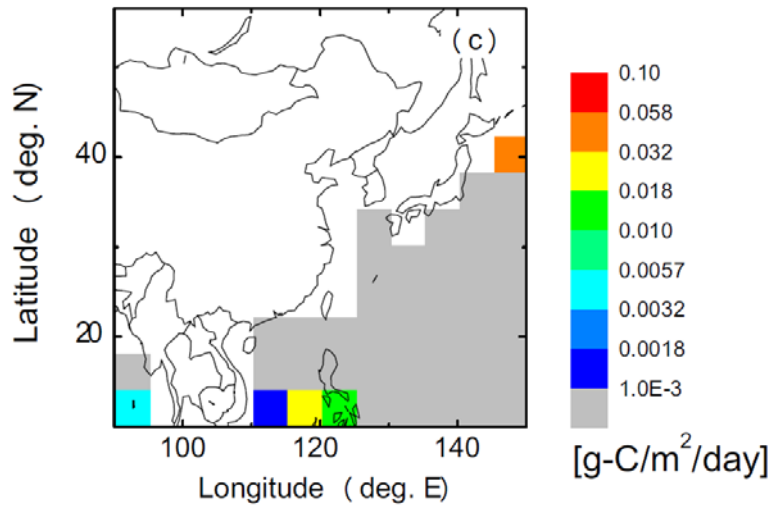 (c)
Latitude (deg. N)
40
20
100
120
140
Longitude (deg. E)
0.10
0.058
0.032
0.018
0.010
0.0057
0.0032
0.0018
1.0E-3
[g-C/m²/day]